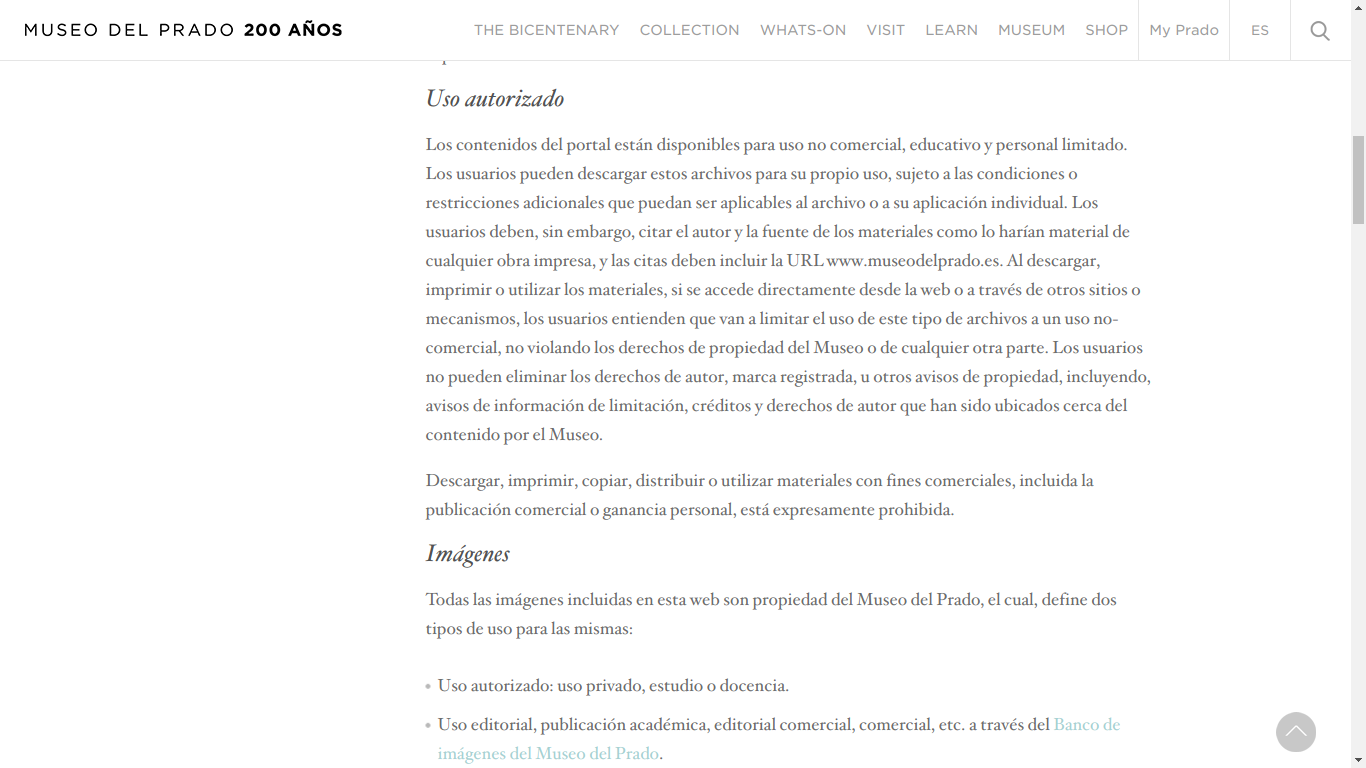 MUSEO DEL PRADO 200 AÑOS
THE BICENTENARY COLLECTION WHATS-ON VISIT LEARN MUSEUM SHOP My Prado ES
Uso autorizado
Los contenidos del portal están disponibles para uso no comercial, educativo y personal limitado.
Los usuarios pueden descargar estos archivos para su propio uso, sujeto a las condiciones o
restricciones adicionales que puedan ser aplicables al archivo o a su aplicación individual. Los
usuarios deben, sin embargo, citar el autor y la fuente de los materiales como lo harían material de
cualquier obra impresa, y las citas deben incluir la URL www.museodelprado.es. Al descargar,
imprimir o utilizar los materiales, si se accede directamente desde la web o a través de otros sitios o
mecanismos, los usuarios entienden que van a limitar el uso de este tipo de archivos a un uso no-
comercial, no violando los derechos de propiedad del Museo o de cualquier otra parte. Los usuarios
no pueden eliminar los derechos de autor, marca registrada, u otros avisos de propiedad, incluyendo,
avisos de información de limitación, créditos y derechos de autor que han sido ubicados cerca del
contenido por el Museo.
Descargar, imprimir, copiar, distribuir o utilizar materiales con fines comerciales, incluida la
publicación comercial o ganancia personal, está expresamente prohibida.
Imágenes
Todas las imágenes incluidas en esta web son propiedad del Museo del Prado, el cual, define dos
tipos de uso para las mismas:
Uso autorizado: uso privado, estudio o docencia.
Uso editorial, publicación académica, editorial comercial, comercial, etc. a través del Banco de
imágenes del Museo del Prado.